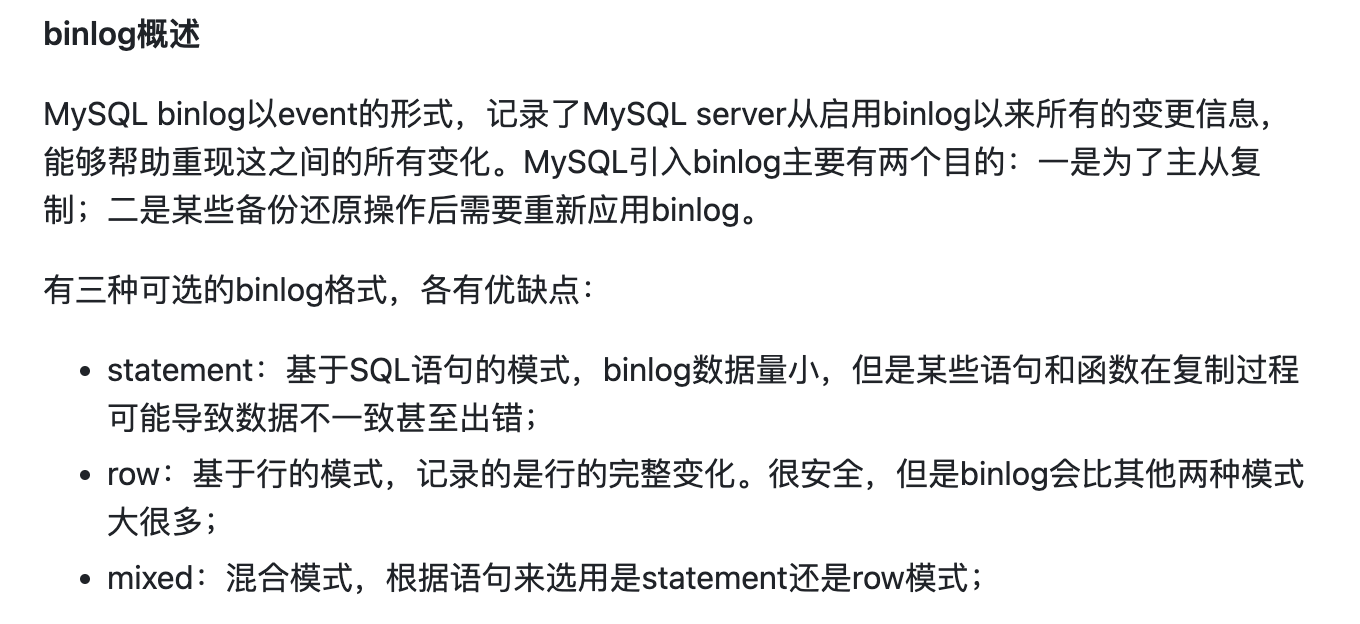 binlog概述
MySQL binlog以event的形式，记录了MySQL server从启用binlog以来所有的变更信息，
能够帮助重现这之间的所有变化。MySQL引入binlog主要有两个目的：一是为了主从复
制；二是某些备份还原操作后需要重新应用binlog。
有三种可选的binlog格式，各有优缺点：
• statement：基于SQL语句的模式，binlog数据量小，但是某些语句和函数在复制过程
可能导致数据不一致甚至出错；
• row：基于行的模式，记录的是行的完整变化。很安全，但是binlog会比其他两种模式
大很多；
• mixed：混合模式，根据语句来选用是statement还是row模式；